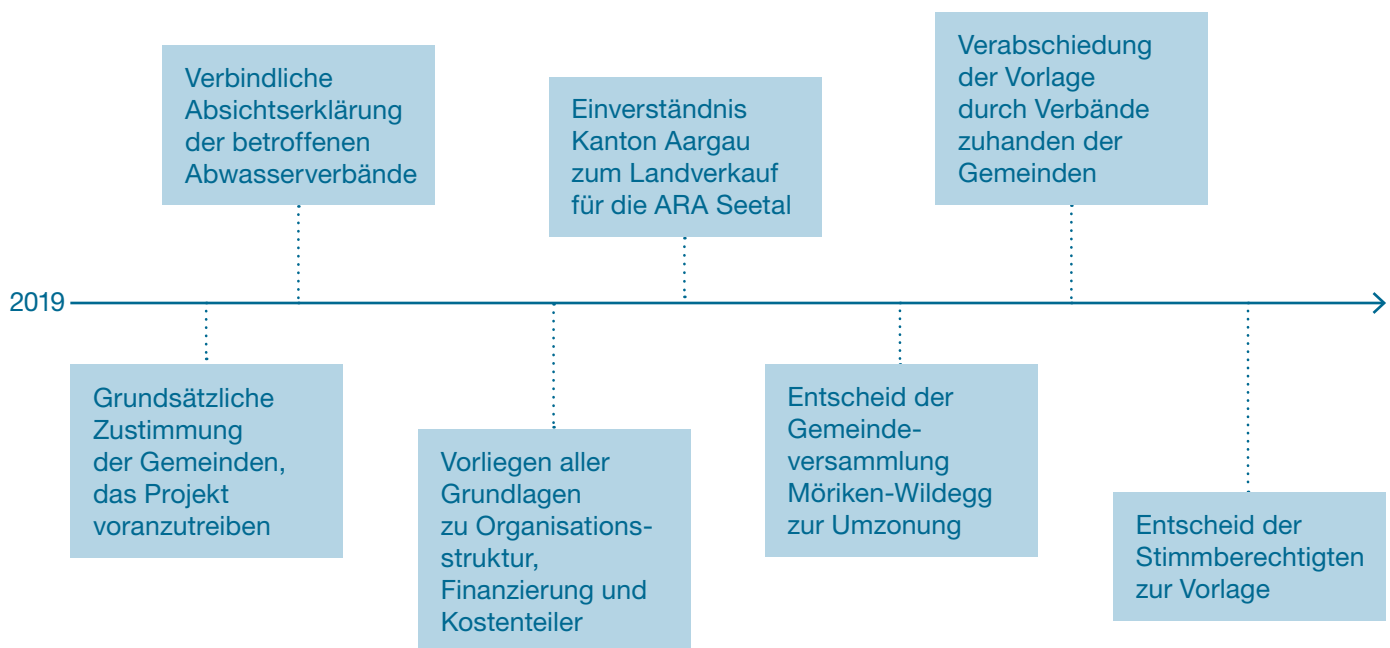 Verbindliche
Absichtserklärung
der betroffenen
Abwasserverbände
Einverständnis
Kanton Aargau
zum Landverkauf
für die ARA Seetal
Verabschiedung
der Vorlage
durch Verbände
zuhanden der
Gemeinden
2019
Grundsätzliche
Zustimmung
der Gemeinden,
das Projekt
voranzutreiben
Vorliegen aller
Grundlagen
zu Organisations-
struktur,
Finanzierung und
Kostenteiler
Entscheid der
Gemeinde-
versammlung
Möriken-Wildegg
zur Umzonung
Entscheid der
Stimmberechtigten
zur Vorlage